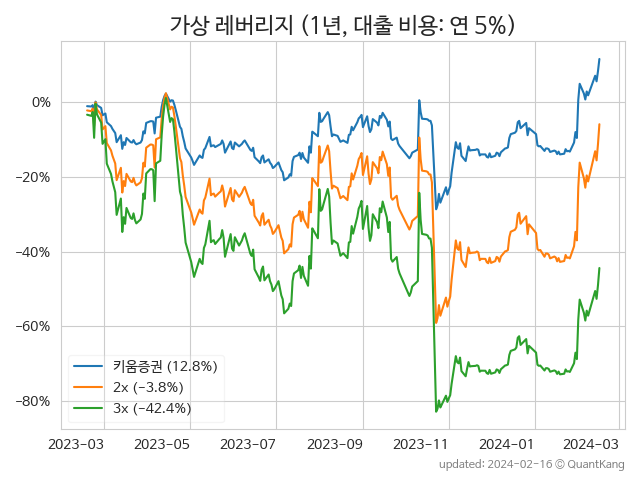 가상 레버리지 (1년, 대출 비용: 연 5%)
0%
−20%
−40%
−60%
−80%
키움증권 (12.8%)
2x (−3.8%)
3x (−42.4%)
2023-03 2023-05 2023-07 2023-09 2023-11 2024-01 2024-03
updated: 2024-02-16 © QuantKang